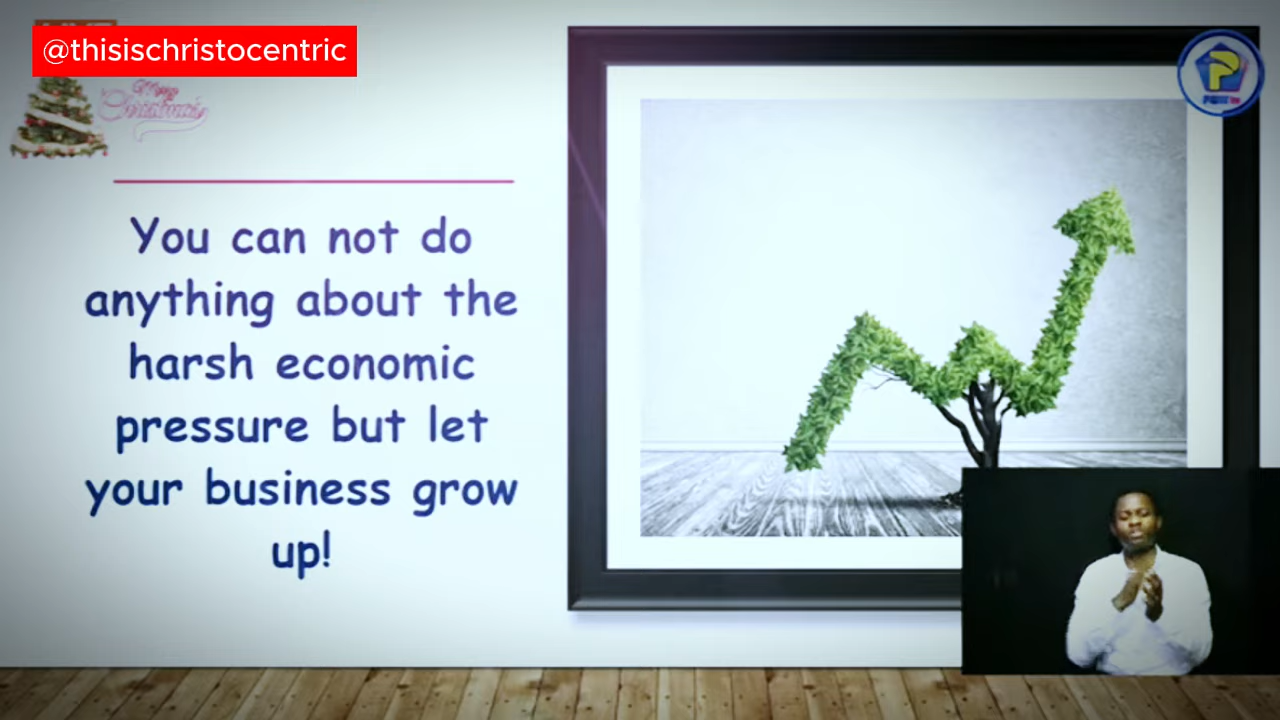 @thisischristocentric
Merry
Christmas
P
You can not do
anything about the
harsh economic
pressure but let
your business grow
up!